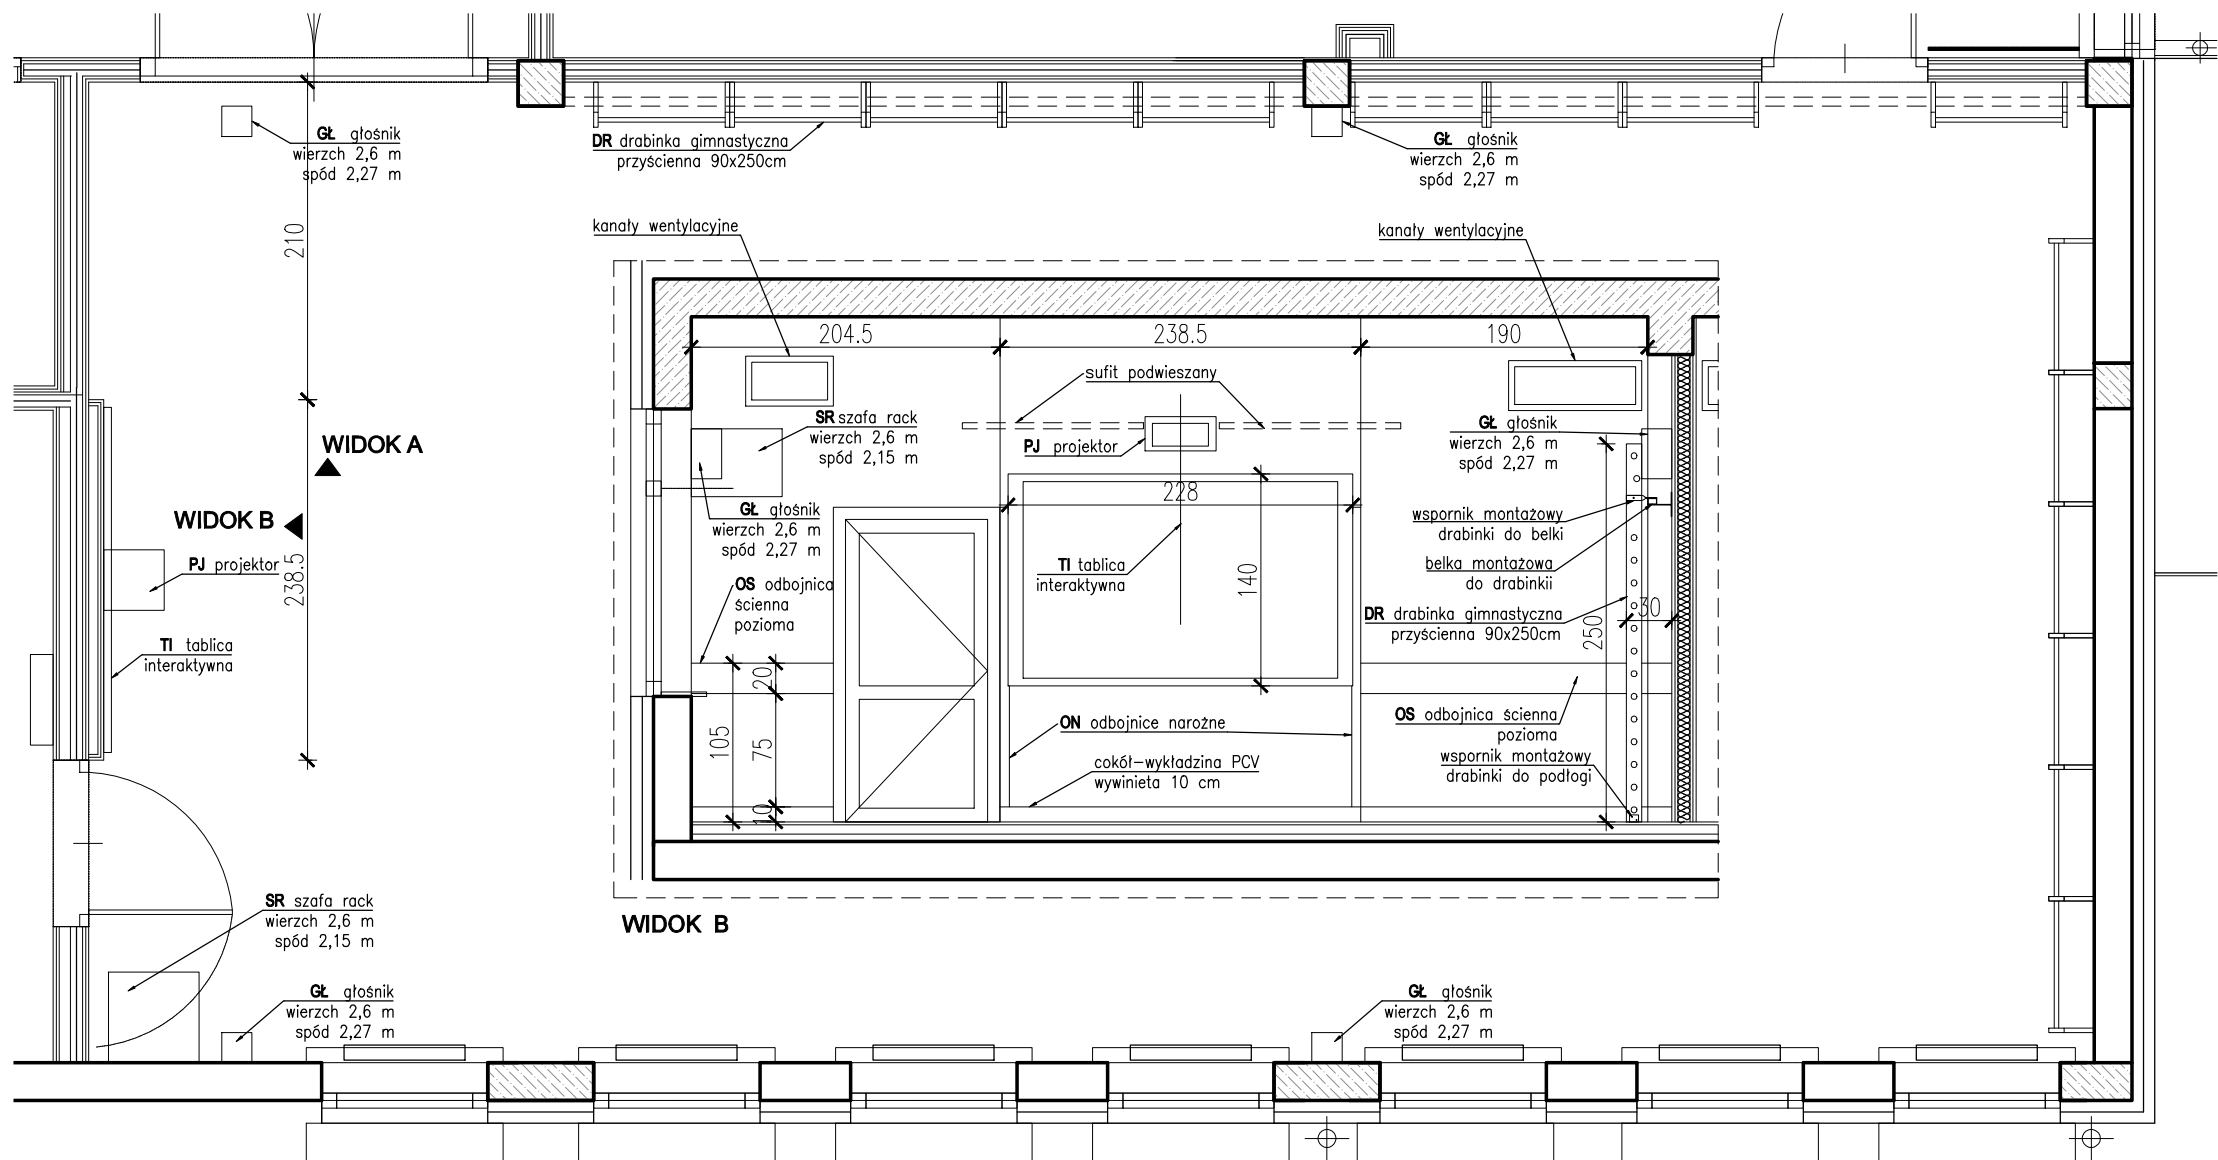 GŁ głośnik
wierzch 2,6 m
spód 2,27 m
DR drabinka gimnastyczna
przyścienna 90x250cm
GŁ głośnik
wierzch 2,6 m
spód 2,27 m
210
kanały wentylacyjne
kanały wentylacyjne
204.5
238.5
190
sufit podwieszany
SR szafa rack
wierzch 2,6 m
spód 2,15 m
PJ projektor
GŁ głośnik
wierzch 2,6 m
spód 2,27 m
WIDOK A
WIDOK B
PJ projektor
238.5
TI tablica
interaktywna
228
GŁ głośnik
wierzch 2,6 m
spód 2,27 m
wspornik montażowy
drabinki do belki
TI tablica
interaktywna
140
belka montażowa
do drabinkii
OS odbojnica
ścienna
pozioma
DR drabinka gimnastyczna
przyścienna 90x250cm
30
250
20
105
75
10
ON odbojnice narożne
OS odbojnica ścienna
pozioma
cokół-wykładzina PCV
wywinieta 10 cm
wspornik montażowy
drabinki do podłogi
SR szafa rack
wierzch 2,6 m
spód 2,15 m
WIDOK B
GŁ głośnik
wierzch 2,6 m
spód 2,27 m
GŁ głośnik
wierzch 2,6 m
spód 2,27 m